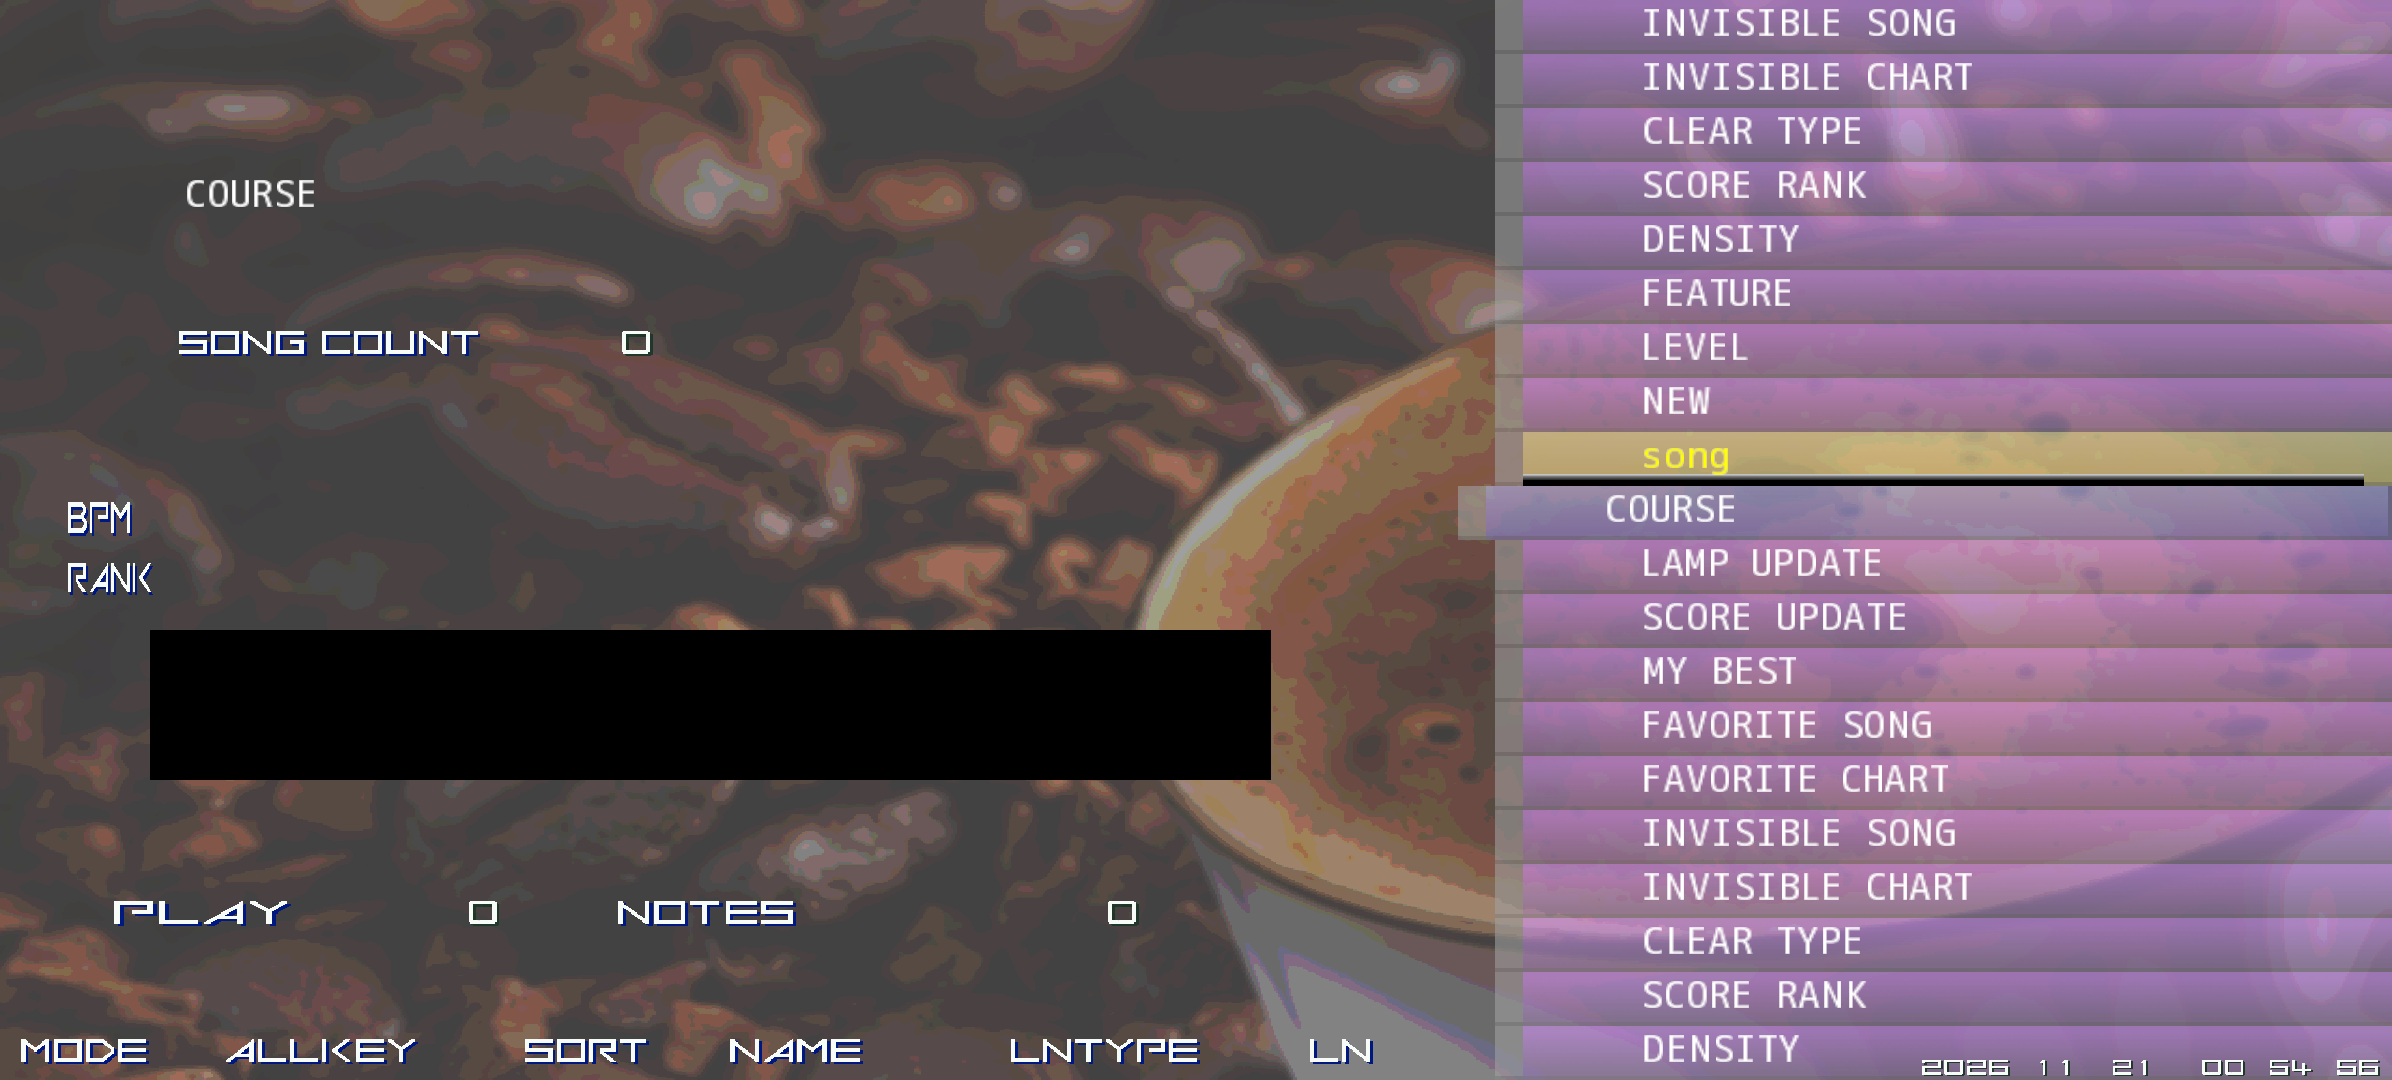 COURSE
SONG COUNT 0
BPM
RANK
PLAY 0 NOTES 0
MODE ALLKEY SORT NAME LNTYPE LN
INVISIBLE SONG
INVISIBLE CHART
CLEAR TYPE
SCORE RANK
DENSITY
FEATURE
LEVEL
NEW
song
COURSE
LAMP UPDATE
SCORE UPDATE
MY BEST
FAVORITE SONG
FAVORITE CHART
INVISIBLE SONG
INVISIBLE CHART
CLEAR TYPE
SCORE RANK
DENSITY
2026 11 21 00 54 56